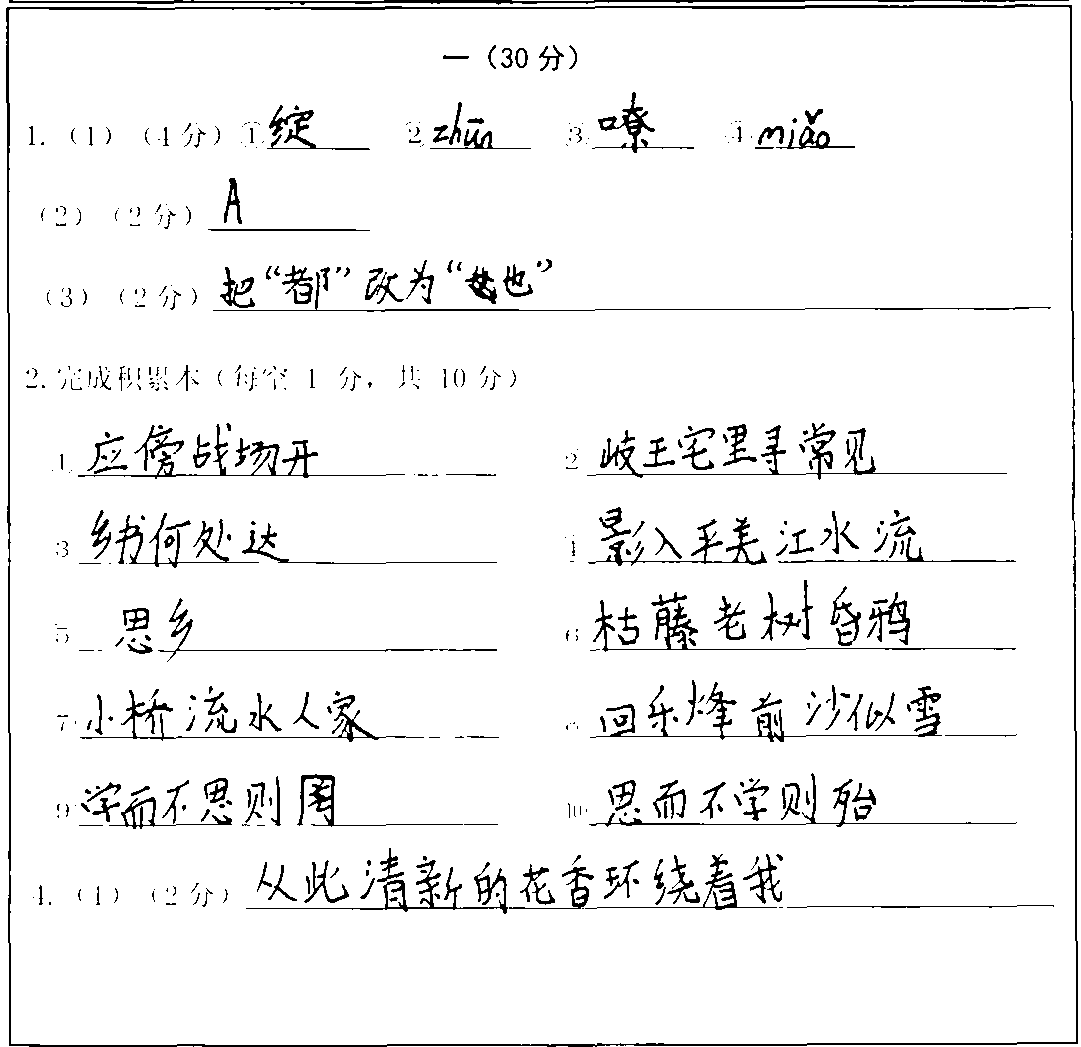 一（30 分）
1.（1）（4 分）①绽 ②zhūn ③嘹 ④miǎo
（2）（2 分）A
（3）（2 分）把“都”改为“也”
2.完成积累本（每空 1 分，共 10 分）
1.应傍战场开 2.岐王宅里寻常见
3.乡书何处达 4.影入平羌江水流
5.思乡 6.枯藤老树昏鸦
7.小桥流水人家 8.回乐烽前沙似雪
9.学而不思则罔 10.思而不学则殆
4.（1）（2 分）从此清新的花香环绕着我